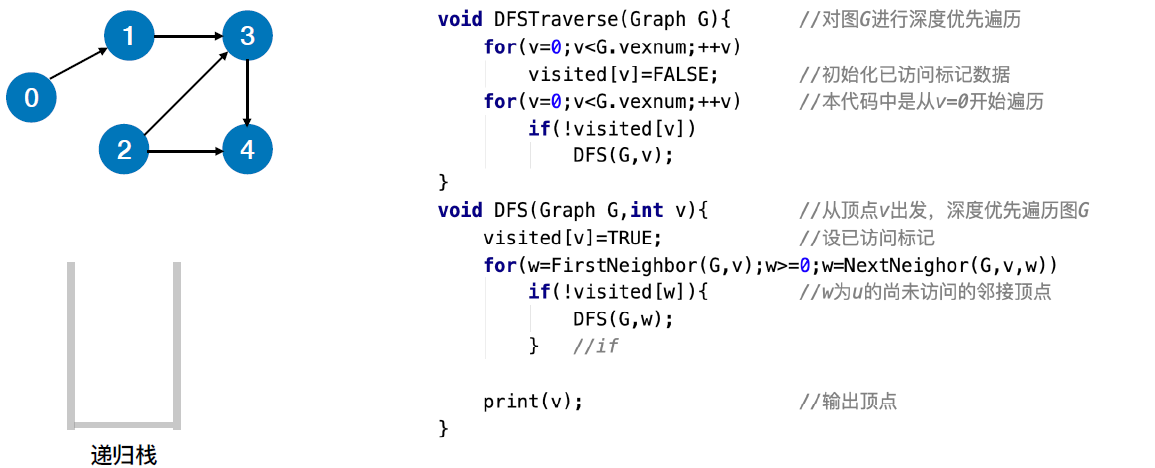 1
3
0
2
4
递归栈
void DFSTraverse(Graph G){ //对图G进行深度优先遍历
for(v=0;v<G.vexnum;++v)
visited[v]=FALSE; //初始化已访问标记数据
for(v=0;v<G.vexnum;++v) //本代码中是从v=0开始遍历
if(!visited[v])
DFS(G,v);
}
void DFS(Graph G,int v){ //从顶点v出发，深度优先遍历图G
visited[v]=TRUE; //设已访问标记
for(w=FirstNeighbor(G,v);w>=0;w=NextNeighor(G,v,w))
if(!visited[w]){ //w为u的尚未访问的邻接顶点
DFS(G,w);
} //if
print(v); //输出顶点
}